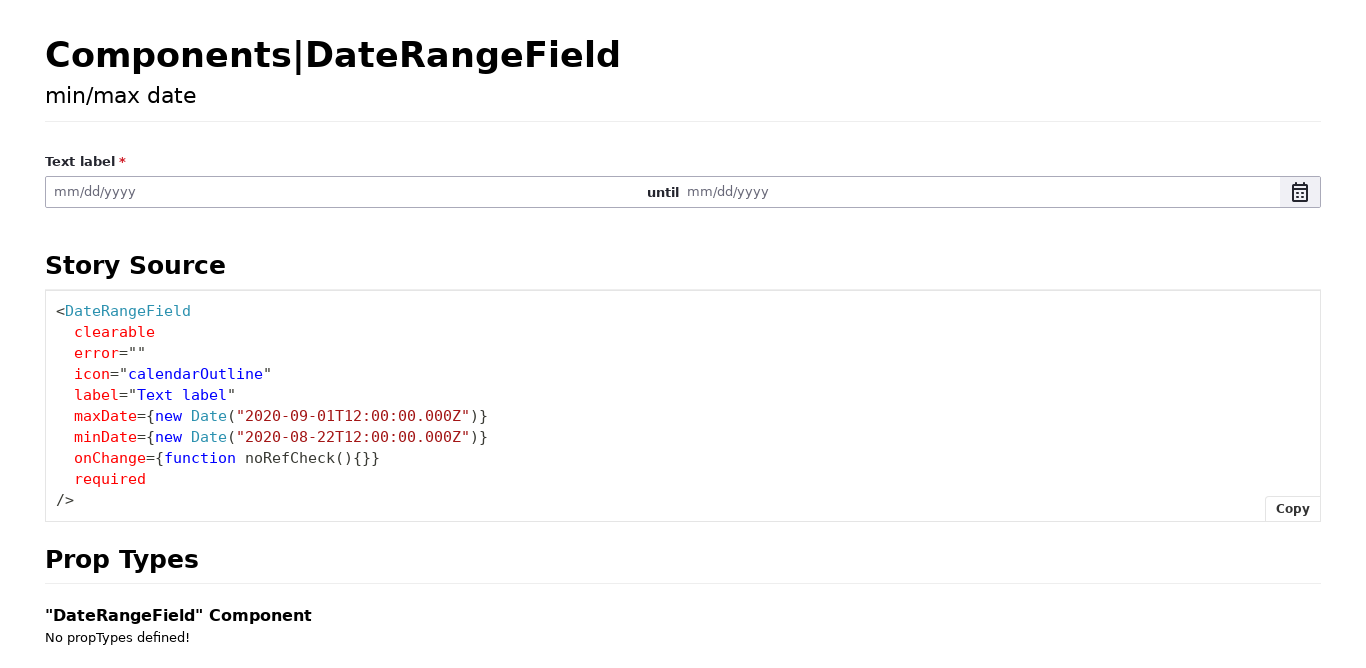 Components|DateRangeField
min/max date
Text label *
mm/dd/yyyy until mm/dd/yyyy
Story Source
<DateRangeField
  clearable
  error=""
  icon="calendarOutline"
  label="Text label"
  maxDate={new Date("2020-09-01T12:00:00.000Z")}
  minDate={new Date("2020-08-22T12:00:00.000Z")}
  onChange={function noRefCheck(){}}
  required
/>
Copy
Prop Types
"DateRangeField" Component
No propTypes defined!